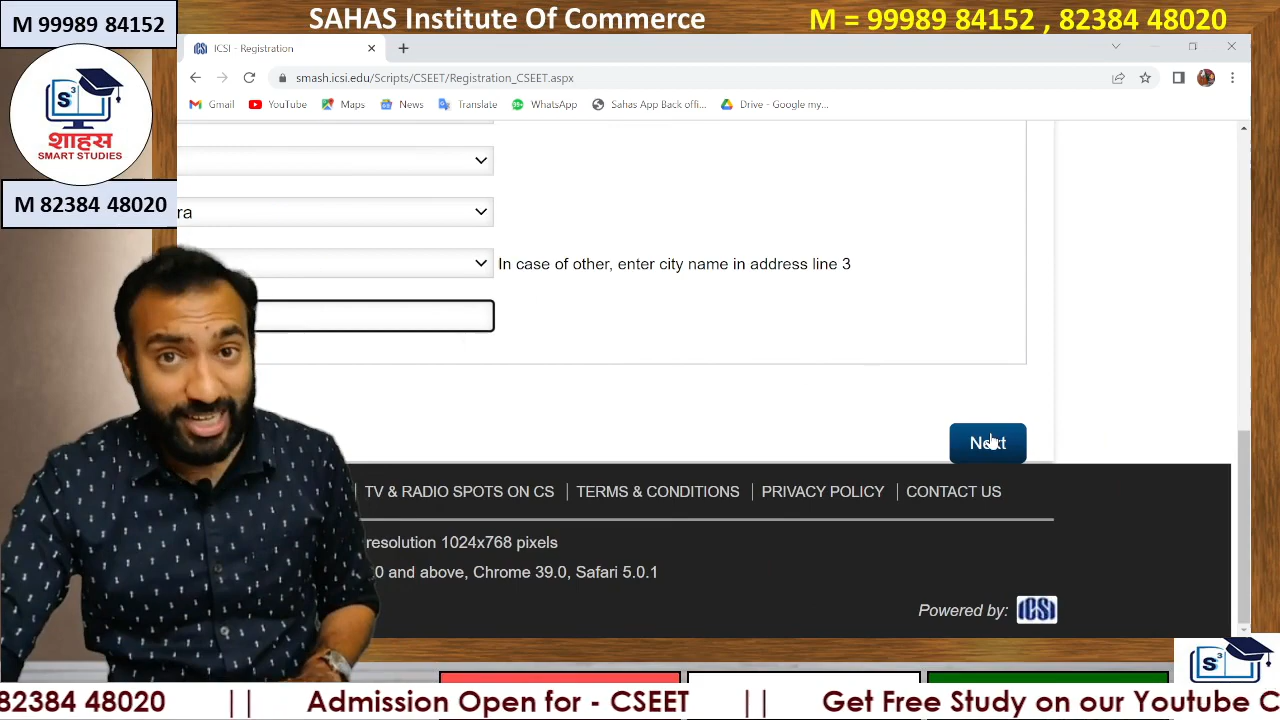 M 99989 84152
SAHAS Institute Of Commerce
M = 99989 84152 , 82384 48020
ICSI - Registration
smash.icsi.edu/Scripts/CSEET/Registration_CSEET.aspx
Gmail
YouTube
Maps
News
Translate
WhatsApp
Sahas App Back offi...
Drive - Google my...
S3
शाहस
SMART STUDIES
M 82384 48020
ra
In case of other, enter city name in address line 3
Next
TV & RADIO SPOTS ON CS
TERMS & CONDITIONS
PRIVACY POLICY
CONTACT US
resolution 1024x768 pixels
.0 and above, Chrome 39.0, Safari 5.0.1
Powered by: ICSI
S3
82384 48020 || Admission Open for - CSEET || Get Free Study on our Youtube C